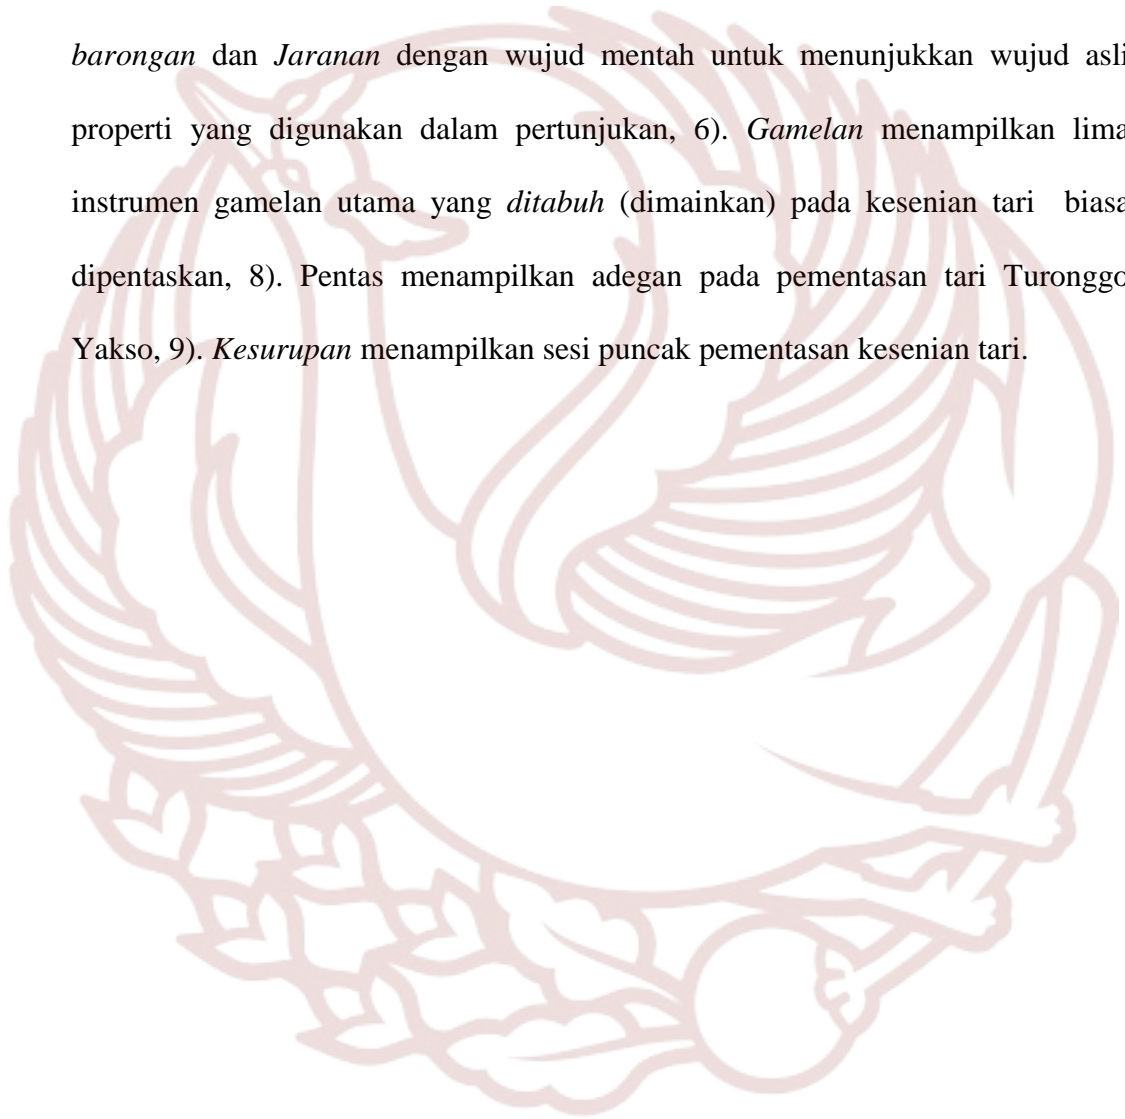 barongan dan Jaranan dengan wujud mentah untuk menunjukkan wujud asli
properti yang digunakan dalam pertunjukan, 6). Gamelan menampilkan lima
instrumen gamelan utama yang ditabuh (dimainkan) pada kesenian tari biasa
dipentaskan, 8). Pentas menampilkan adegan pada pementasan tari Turonggo
Yakso, 9). Kesurupan menampilkan sesi puncak pementasan kesenian tari.